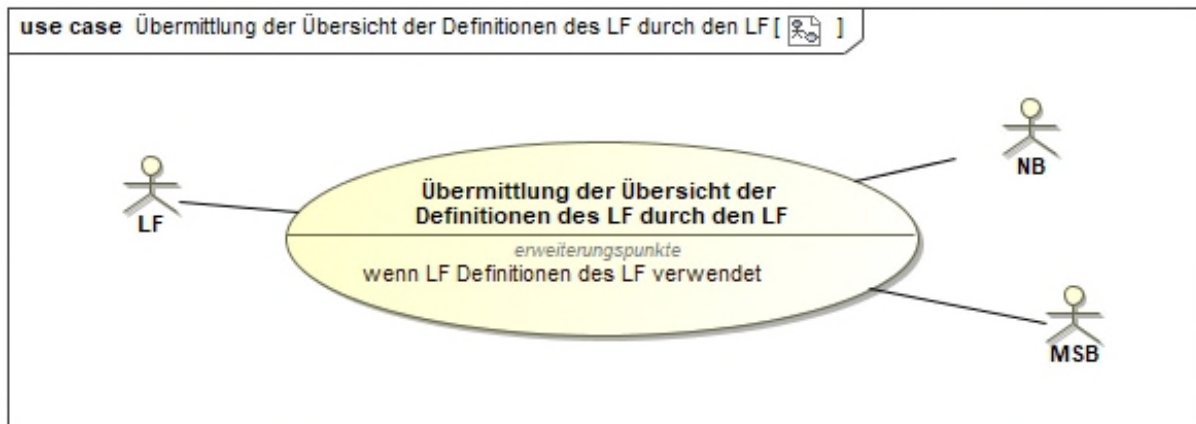 use case Übermittlung der Übersicht der Definitionen des LF durch den LF [ ]
NB
Übermittlung der Übersicht der
Definitionen des LF durch den LF
LF
erweiterungspunkte
wenn LF Definitionen des LF verwendet
MSB